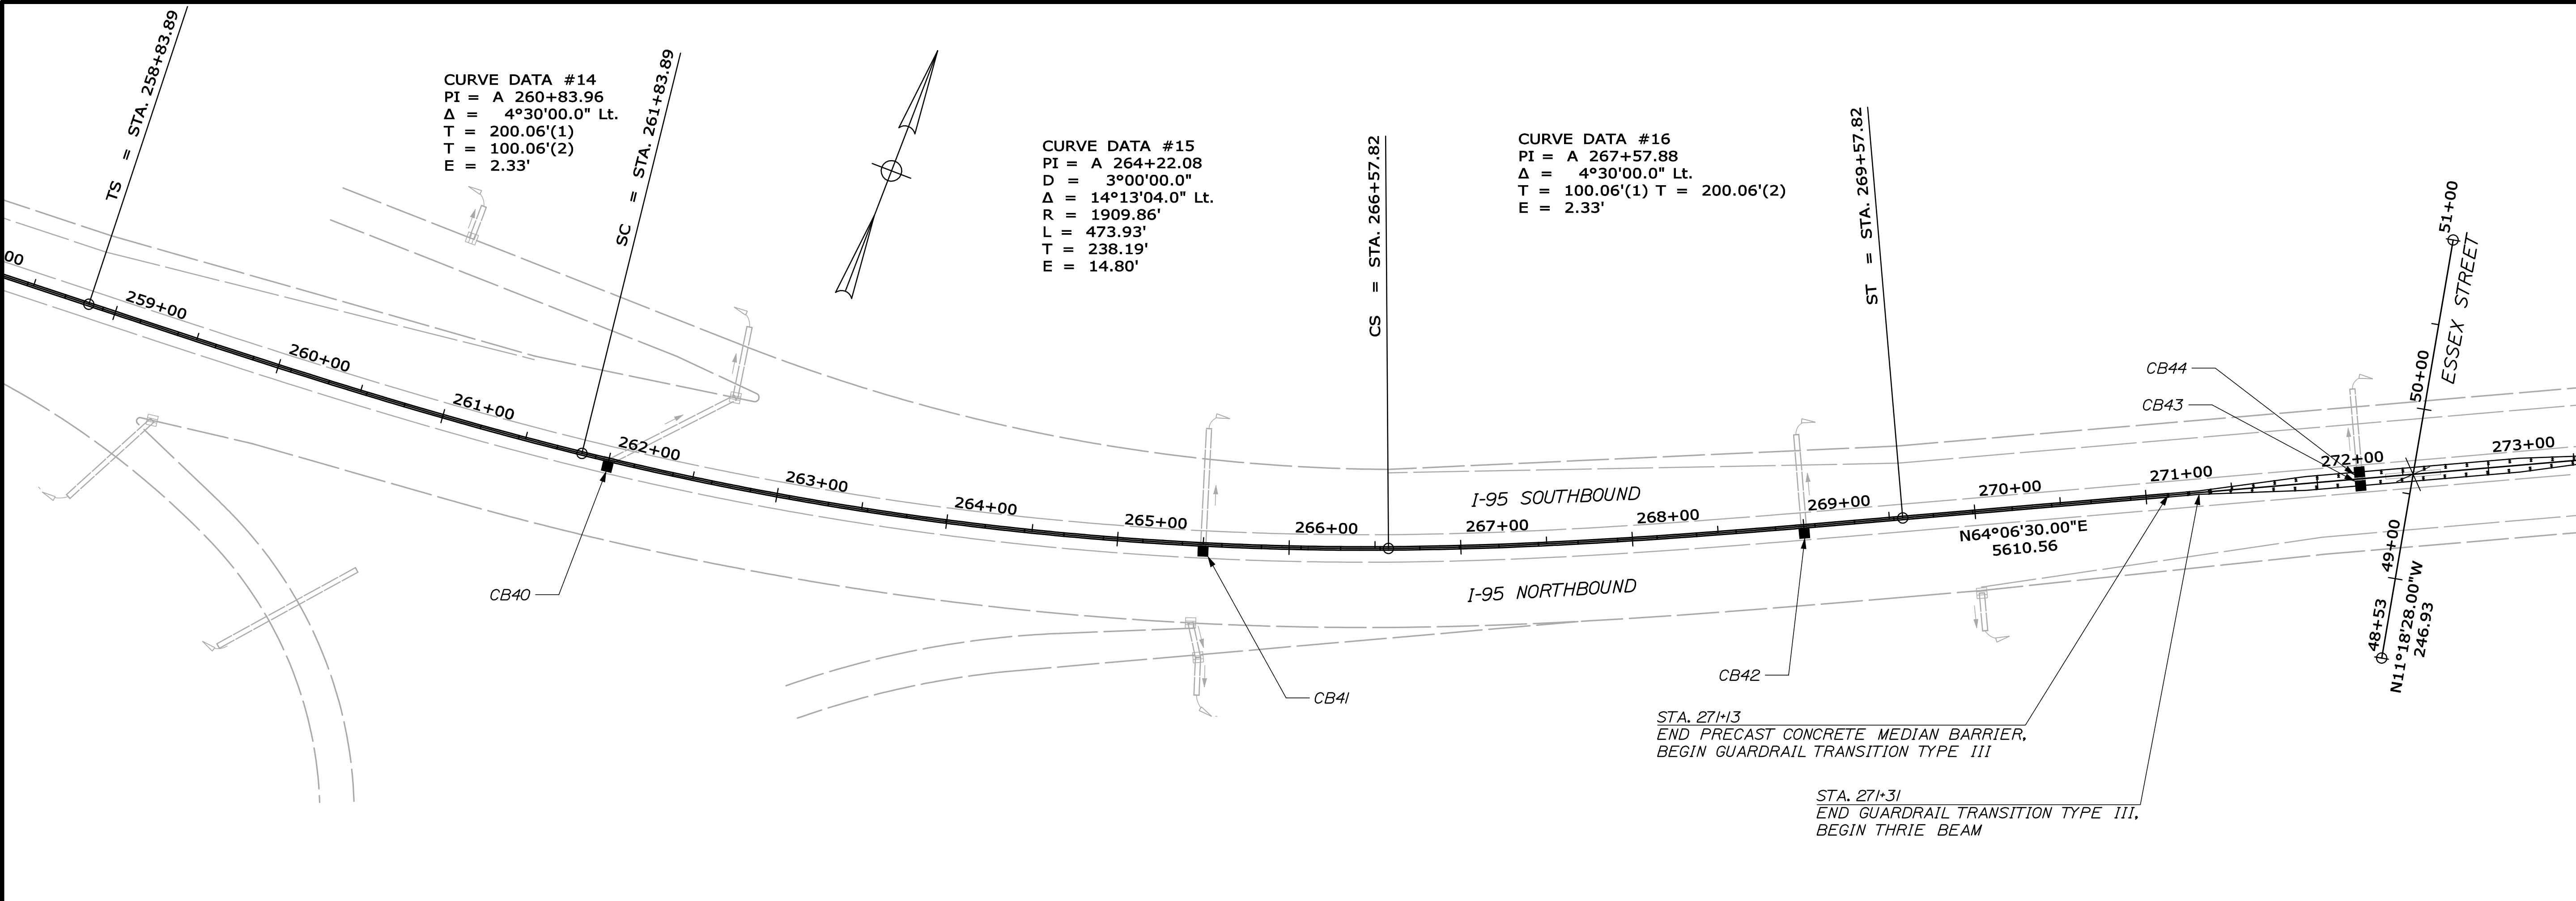 TS = STA. 258+83.89
CURVE DATA #14
PI = A 260+83.96
Δ = 4°30'00.0" Lt.
T = 200.06'(1)
T = 100.06'(2)
E = 2.33'
SC = STA. 261+83.89
CURVE DATA #15
PI = A 264+22.08
D = 3°00'00.0"
Δ = 14°13'04.0" Lt.
R = 1909.86'
L = 473.93'
T = 238.19'
E = 14.80'
CS = STA. 266+57.82
CURVE DATA #16
PI = A 267+57.88
Δ = 4°30'00.0" Lt.
T = 100.06'(1) T = 200.06'(2)
E = 2.33'
ST = STA. 269+57.82
00
259+00
260+00
261+00
262+00
263+00
264+00
265+00
266+00
267+00
268+00
269+00
270+00
271+00
272+00
273+00
I-95 SOUTHBOUND
I-95 NORTHBOUND
N64°06'30.00"E
5610.56
CB40
CB41
CB42
CB43
CB44
51+00
ESSEX STREET
50+00
49+00
48+53
N11°18'28.00"W
246.93
STA. 271+13
END PRECAST CONCRETE MEDIAN BARRIER,
BEGIN GUARDRAIL TRANSITION TYPE III
STA. 271+31
END GUARDRAIL TRANSITION TYPE III,
BEGIN THRIE BEAM